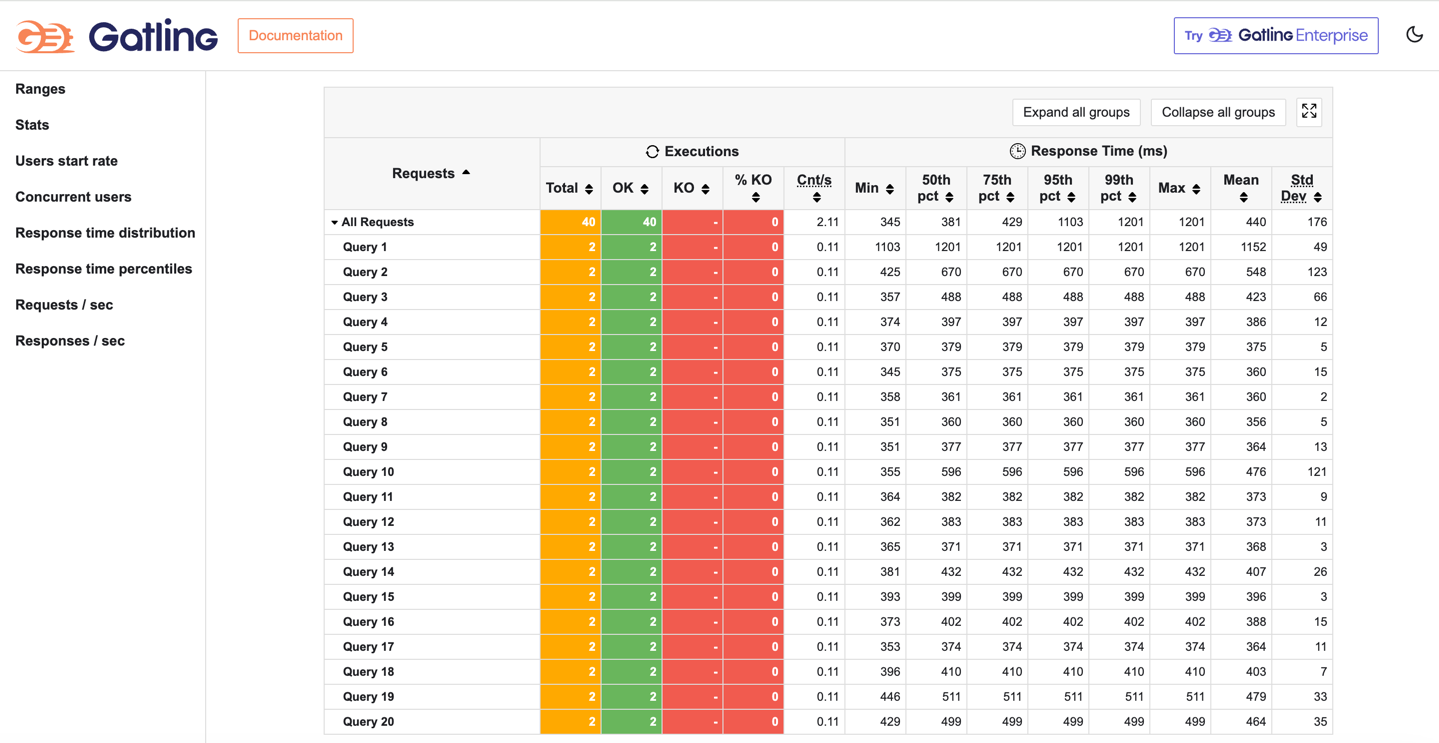 Gatling Documentation Try Gatling Enterprise
Ranges
Stats
Users start rate
Concurrent users
Response time distribution
Response time percentiles
Requests / sec
Responses / sec
Expand all groups Collapse all groups
Requests Executions Response Time (ms)
Total OK KO % KO Cnt/s Min 50th pct 75th pct 95th pct 99th pct Max Mean Std Dev
All Requests 40 40 - 0 2.11 345 381 429 1103 1201 1201 440 176
Query 1 2 2 - 0 0.11 1103 1201 1201 1201 1201 1201 1152 49
Query 2 2 2 - 0 0.11 425 670 670 670 670 670 548 123
Query 3 2 2 - 0 0.11 357 488 488 488 488 488 423 66
Query 4 2 2 - 0 0.11 374 397 397 397 397 397 386 12
Query 5 2 2 - 0 0.11 370 379 379 379 379 379 375 5
Query 6 2 2 - 0 0.11 345 375 375 375 375 375 360 15
Query 7 2 2 - 0 0.11 358 361 361 361 361 361 360 2
Query 8 2 2 - 0 0.11 351 360 360 360 360 360 356 5
Query 9 2 2 - 0 0.11 351 377 377 377 377 377 364 13
Query 10 2 2 - 0 0.11 355 596 596 596 596 596 476 121
Query 11 2 2 - 0 0.11 364 382 382 382 382 382 373 9
Query 12 2 2 - 0 0.11 362 383 383 383 383 383 373 11
Query 13 2 2 - 0 0.11 365 371 371 371 371 371 368 3
Query 14 2 2 - 0 0.11 381 432 432 432 432 432 407 26
Query 15 2 2 - 0 0.11 393 399 399 399 399 399 396 3
Query 16 2 2 - 0 0.11 373 402 402 402 402 402 388 15
Query 17 2 2 - 0 0.11 353 374 374 374 374 374 364 11
Query 18 2 2 - 0 0.11 396 410 410 410 410 410 403 7
Query 19 2 2 - 0 0.11 446 511 511 511 511 511 479 33
Query 20 2 2 - 0 0.11 429 499 499 499 499 499 464 35